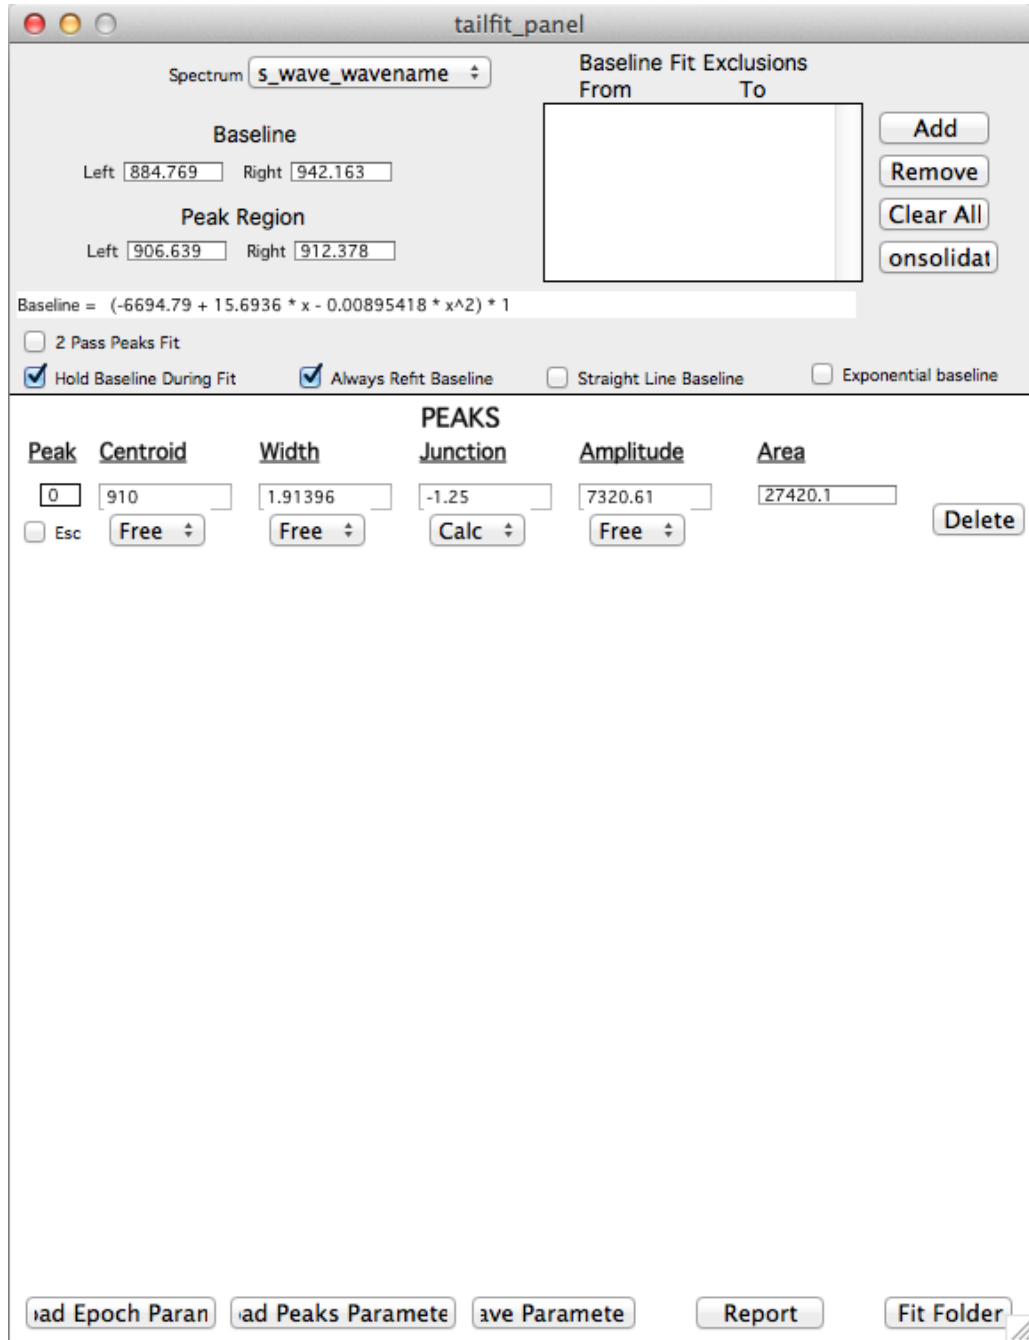 tailfit_panel
Spectrum s_wave_wavename
Baseline Fit Exclusions
From To
Baseline
Left 884.769 Right 942.163
Peak Region
Left 906.639 Right 912.378
Add
Remove
Clear All
onsolidat
Baseline = (-6694.79 + 15.6936 * x - 0.00895418 * x^2) * 1
2 Pass Peaks Fit
Hold Baseline During Fit Always Refit Baseline Straight Line Baseline Exponential baseline
PEAKS
Peak Centroid Width Junction Amplitude Area
0 910 1.91396 -1.25 7320.61 27420.1
Esc Free Free Calc Free Delete
oad Epoch Paran ad Peaks Paramete ave Paramete Report Fit Folder